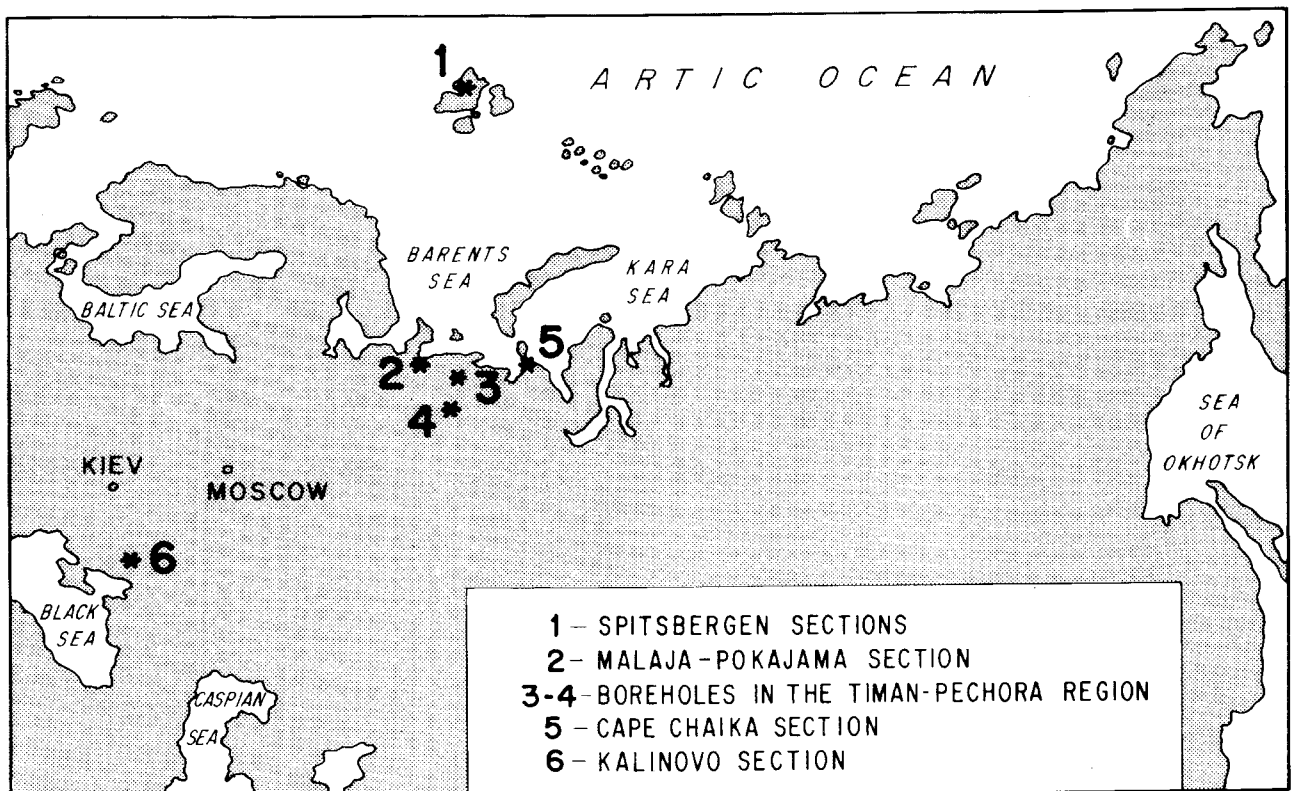 1
ARTIC OCEAN
BARENTS
SEA
KARA
SEA
BALTIC SEA
5
2
3
4
SEA
OF
OKHOTSK
KIEV
MOSCOW
6
BLACK
SEA
CASPIAN
SEA
1 – SPITSBERGEN SECTIONS
2 – MALAJA-POKAJAMA SECTION
3-4 – BOREHOLES IN THE TIMAN-PECHORA REGION
5 – CAPE CHAIKA SECTION
6 – KALINOVO SECTION